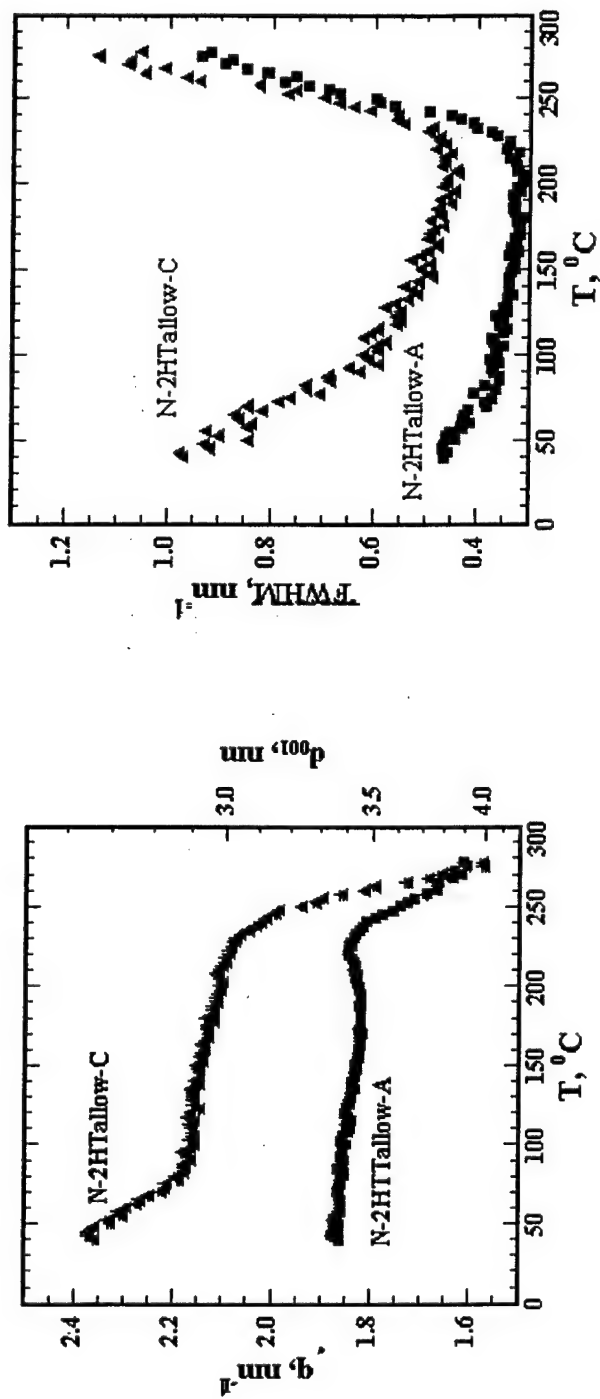 q, nm⁻¹
2.4
2.2
2.0
1.8
1.6
N-2HTallow-C
N-2HTTallow-A
3.0
3.5
4.0
d₀₀₁, nm
0 50 100 150 200 250 300
T, ⁰C
FWHM, nm⁻¹
1.2
1.0
0.8
0.6
0.4
N-2HTallow-C
N-2HTallow-A
0 50 100 150 200 250 300
T, ⁰C